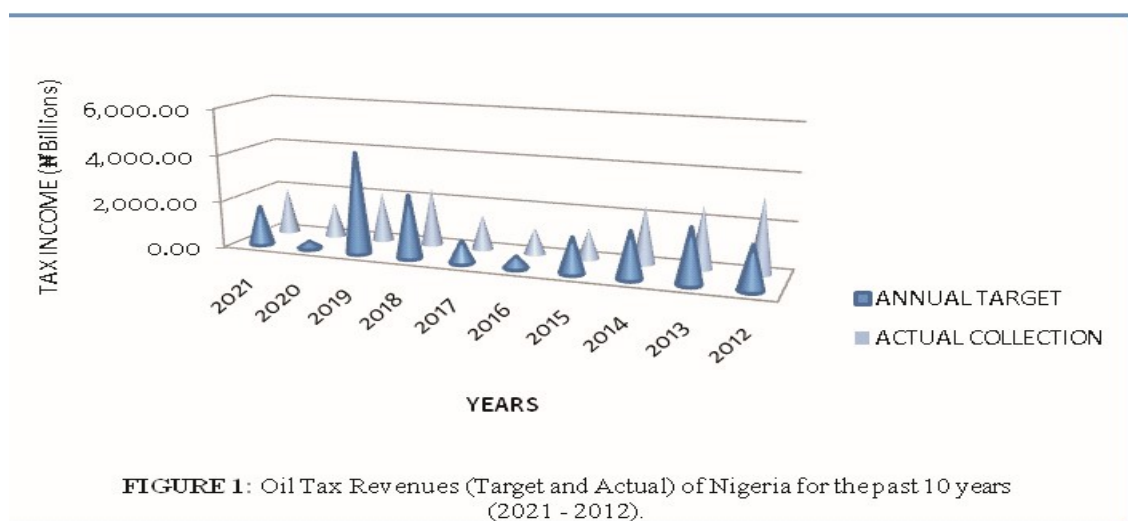 TAX INCOME (₦ Billions)
6,000.00
4,000.00
2,000.00
0.00
2021
2020
2019
2018
2017
2016
2015
2014
2013
2012
YEARS
ANNUAL TARGET
ACTUAL COLLECTION
FIGURE 1: Oil Tax Revenues (Target and Actual) of Nigeria for the past 10 years
(2021 - 2012).